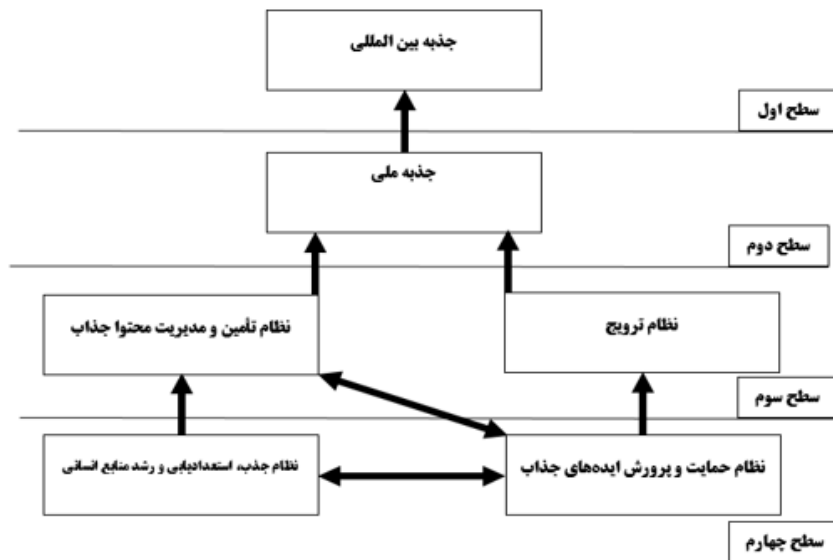 جذبه بین المللی
سطح اول
جذبه ملی
سطح دوم
نظام ترویج
نظام تأمین و مدیریت محتوا جذاب
سطح سوم
نظام حمایت و پرورش ایده‌های جذاب
نظام جذب، استعدادیابی و رشد منابع انسانی
سطح چهارم